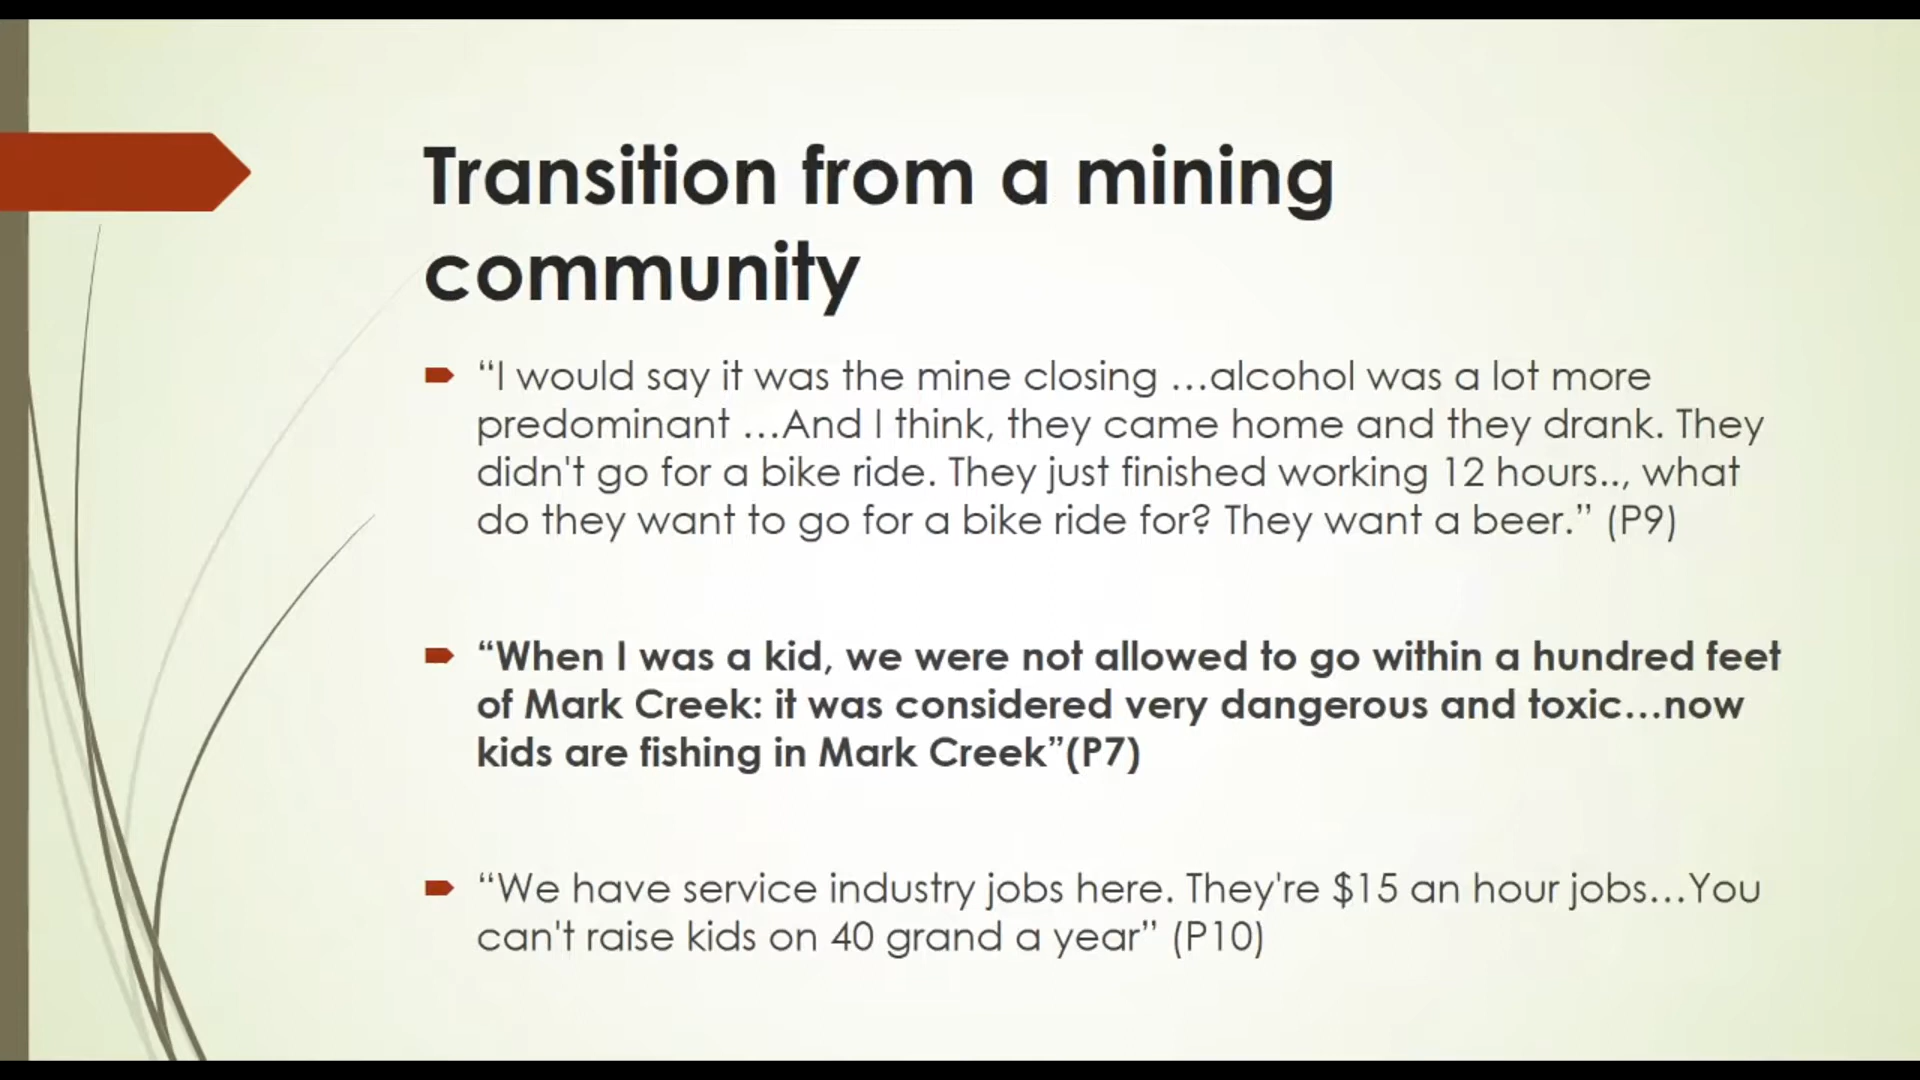 Transition from a mining
community
“I would say it was the mine closing …alcohol was a lot more
predominant …And I think, they came home and they drank. They
didn't go for a bike ride. They just finished working 12 hours.., what
do they want to go for a bike ride for? They want a beer.” (P9)
“When I was a kid, we were not allowed to go within a hundred feet
of Mark Creek: it was considered very dangerous and toxic…now
kids are fishing in Mark Creek”(P7)
“We have service industry jobs here. They're $15 an hour jobs…You
can't raise kids on 40 grand a year” (P10)